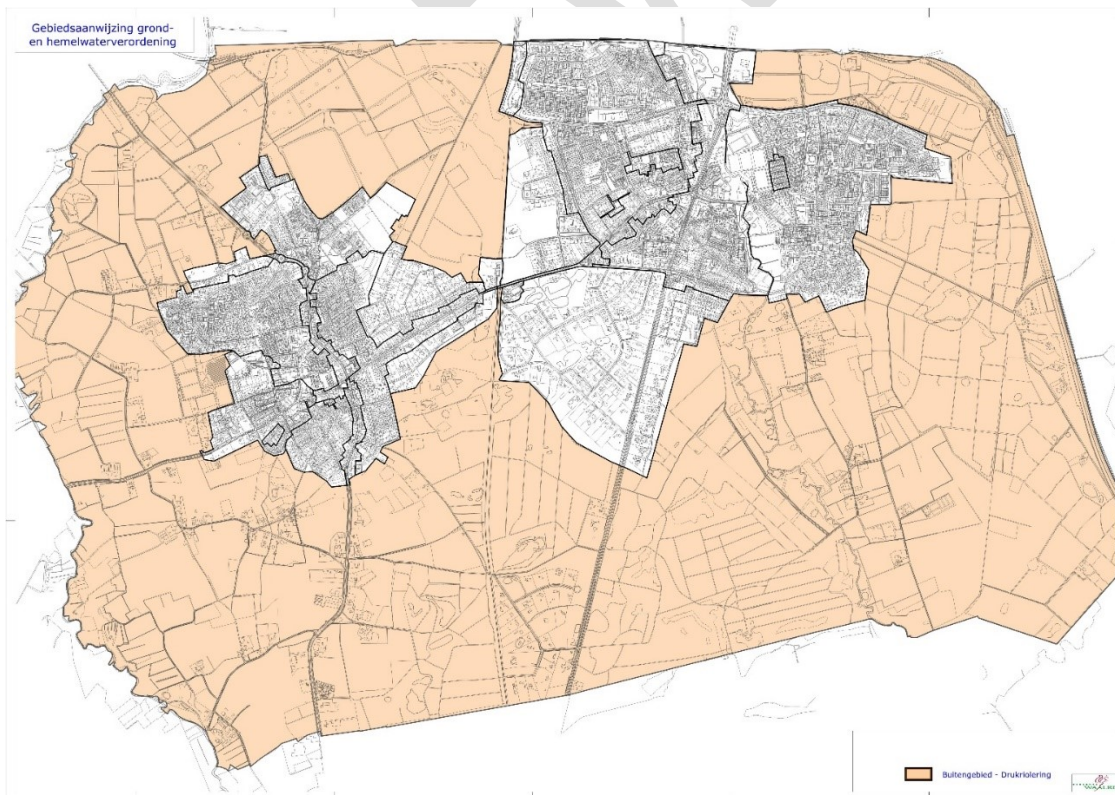 Gebiedsaanwijzing grond-
en hemelwaterverordening
Buitengebied - Drukriolering